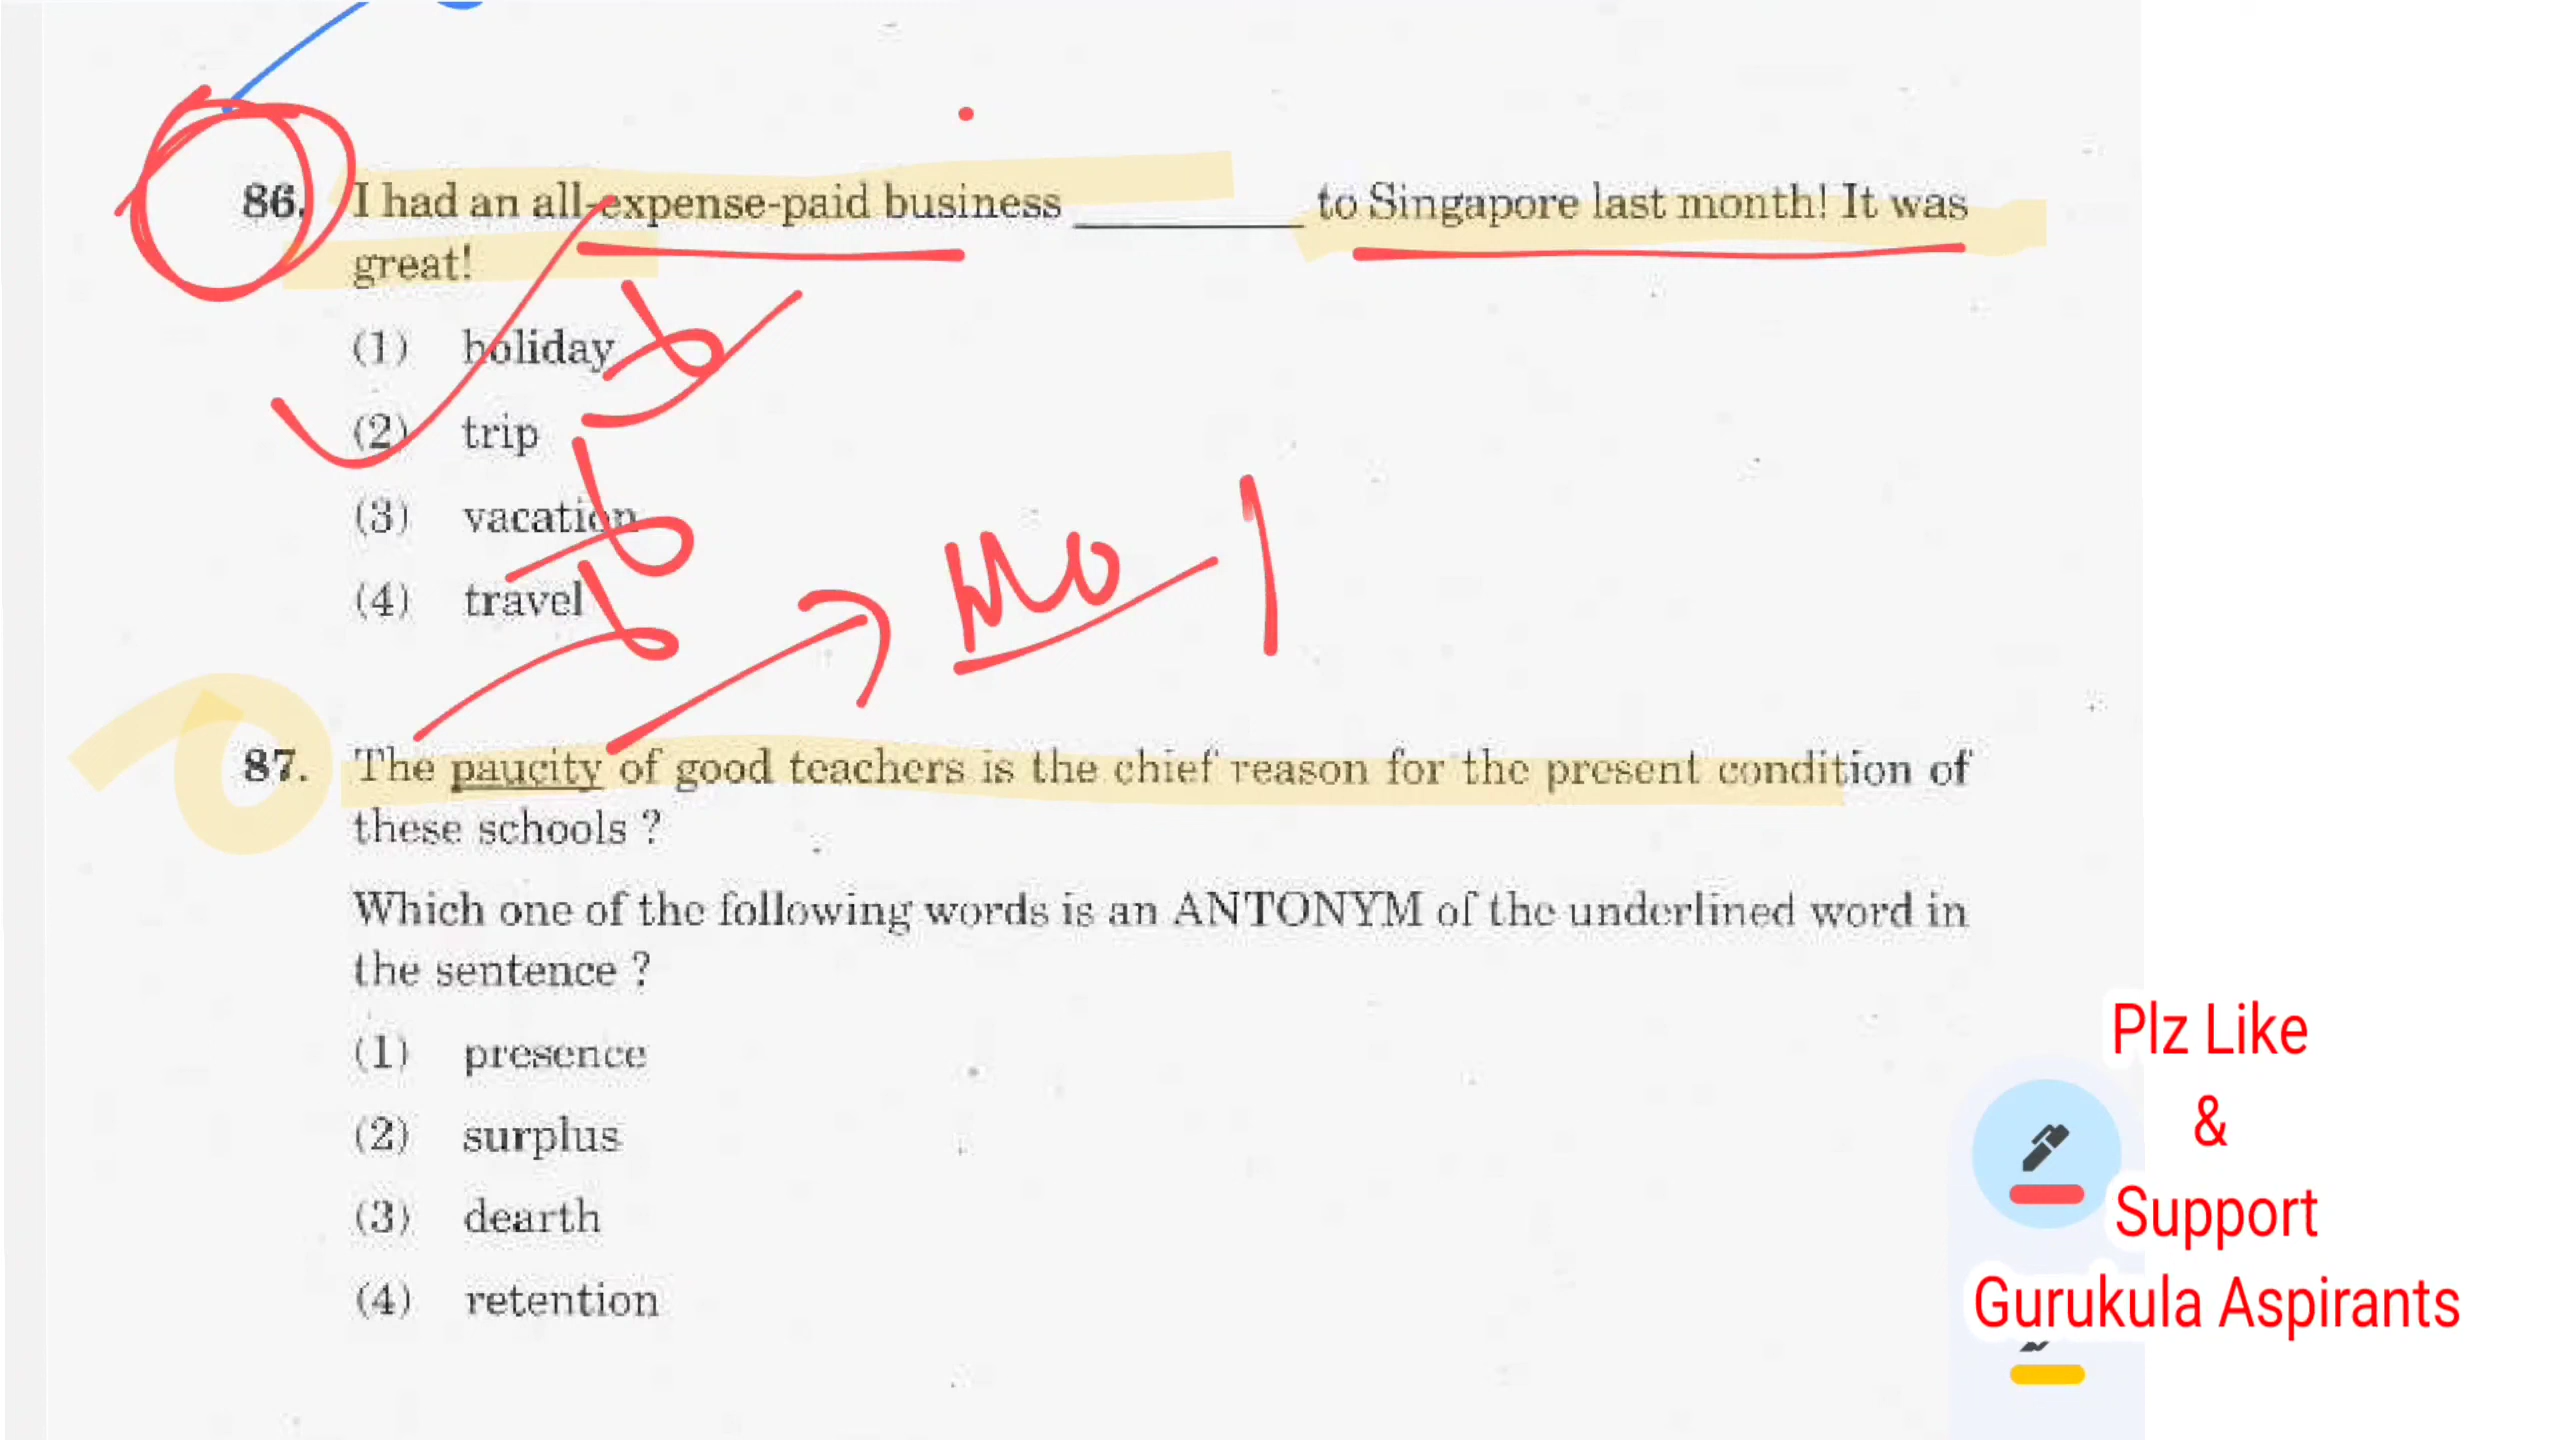 86. I had an all-expense-paid business ________ to Singapore last month! It was
great!
(1) holiday
(2) trip
(3) vacation
(4) travel
87. The paucity of good teachers is the chief reason for the present condition of
these schools ?
Which one of the following words is an ANTONYM of the underlined word in
the sentence ?
(1) presence
(2) surplus
(3) dearth
(4) retention
Plz Like
&
Support
Gurukula Aspirants